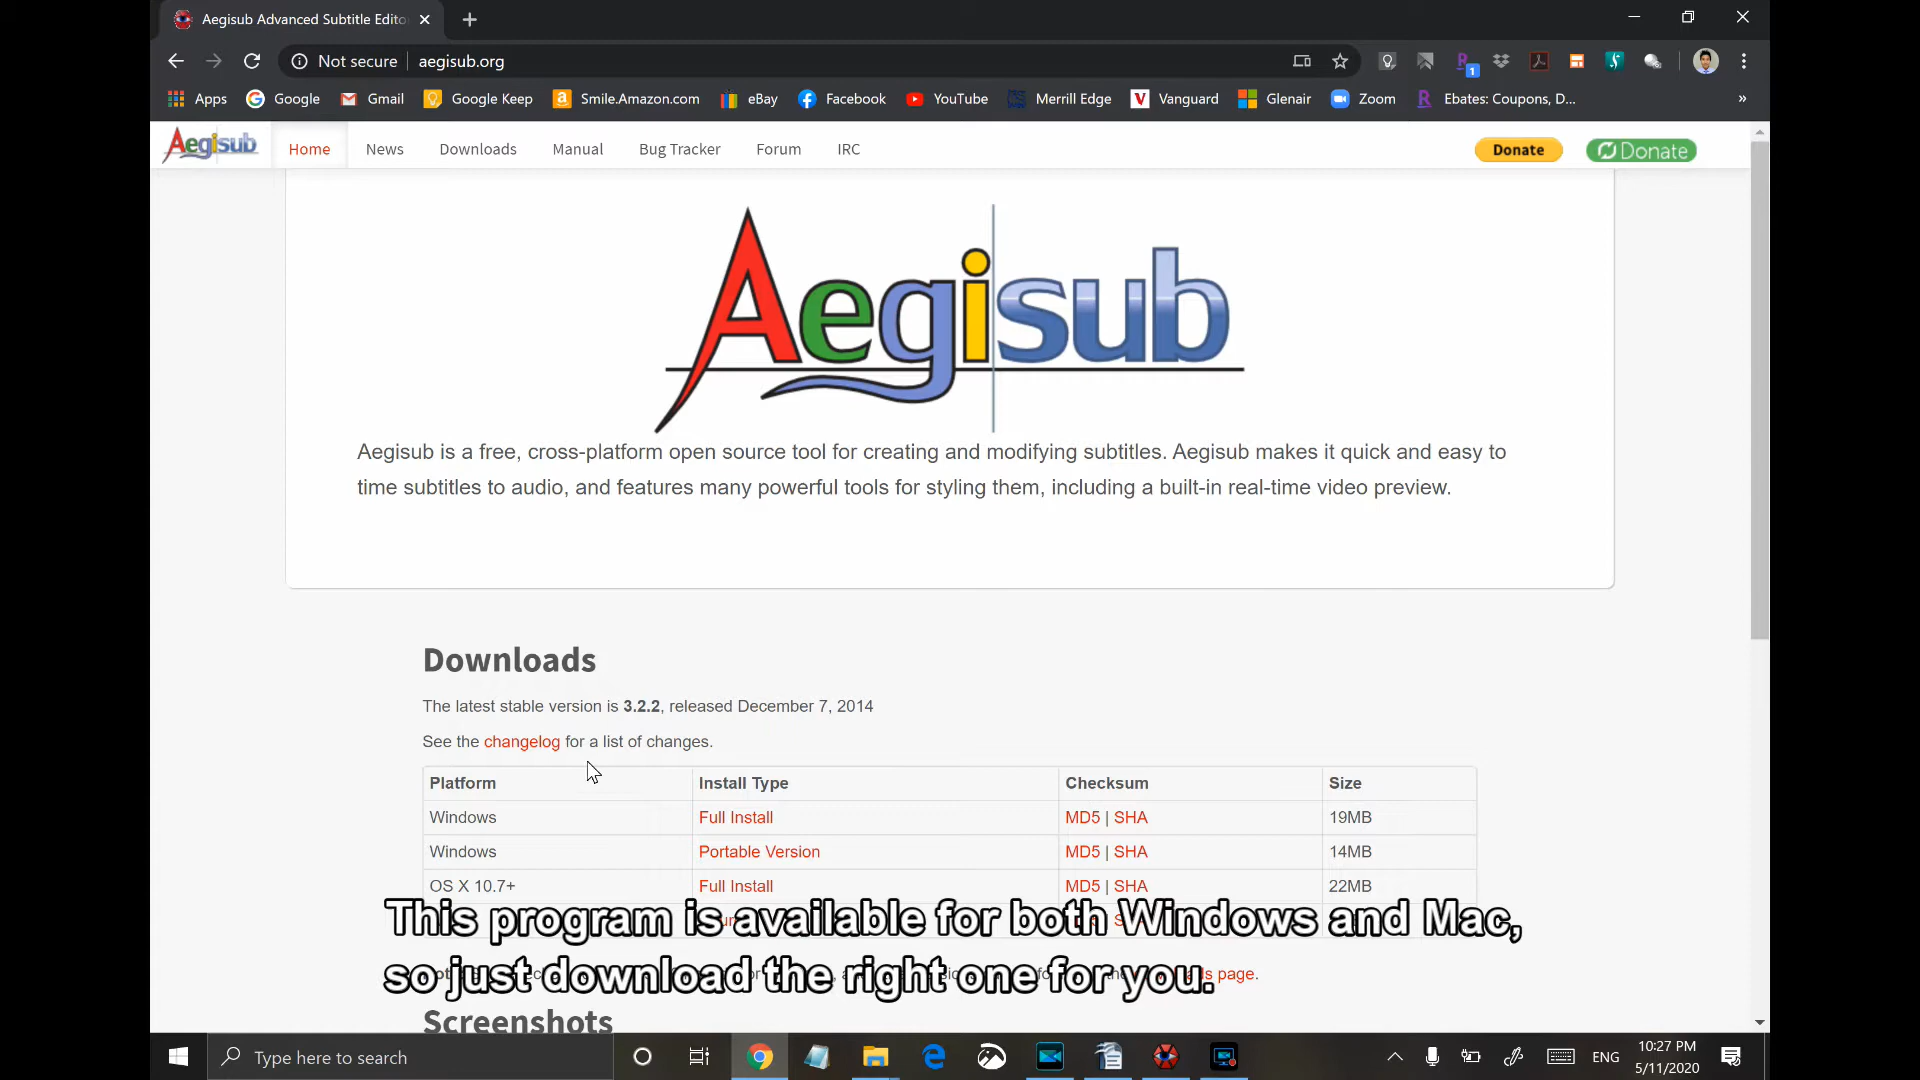 Aegisub Advanced Subtitle Edito
Not secure | aegisub.org
1
Apps Google Gmail Google Keep Smile.Amazon.com eBay Facebook YouTube Merrill Edge Vanguard Glenair Zoom Ebates: Coupons, D... »
Aegisub Home News Downloads Manual Bug Tracker Forum IRC Donate Donate
Aegisub
Aegisub is a free, cross-platform open source tool for creating and modifying subtitles. Aegisub makes it quick and easy to
time subtitles to audio, and features many powerful tools for styling them, including a built-in real-time video preview.
Downloads
The latest stable version is 3.2.2, released December 7, 2014
See the changelog for a list of changes.
Platform Install Type Checksum Size
Windows Full Install MD5 | SHA 19MB
Windows Portable Version MD5 | SHA 14MB
OS X 10.7+ Full Install MD5 | SHA 22MB
This program is available for both Windows and Mac,
so just download the right one for you.
page.
Screenshots
Type here to search
ENG
10:27 PM
5/11/2020